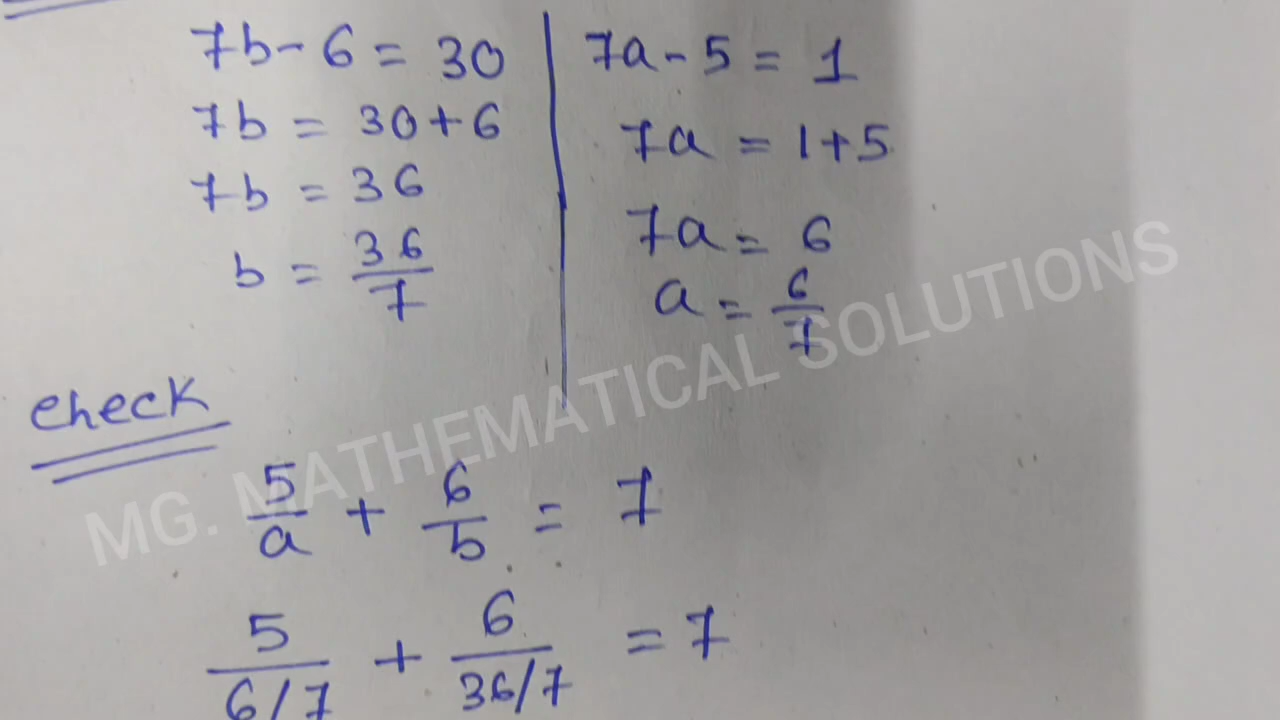 7b - 6 = 30
7b = 30 + 6
7b = 36
b = 36/7
7a - 5 = 1
7a = 1 + 5
7a = 6
a = 6/7
check
5/a + 6/b = 7
5/(6/7) + 6/(36/7) = 7
MG. MATHEMATICAL SOLUTIONS